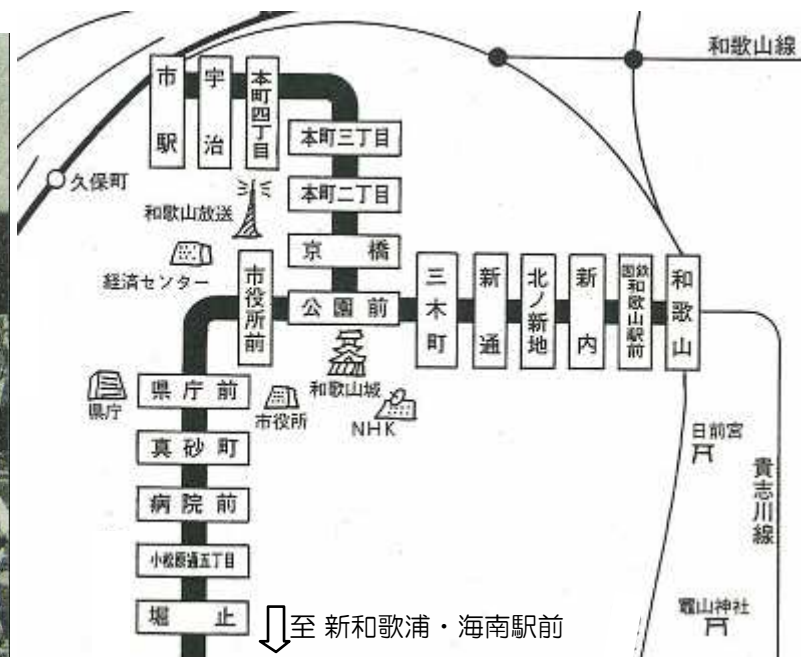 和歌山線
市駅
宇治
本町四丁目
本町三丁目
久保町
本町二丁目
和歌山放送
京橋
経済センター
市役所前
公園前
三木町
新通
北ノ新地
新内
国鉄和歌山駅前
和歌山
県庁前
県庁
市役所
和歌山城
NHK
真砂町
日前宮
貴志川線
病院前
小松原通五丁目
竈山神社
堀止
至 新和歌浦・海南駅前